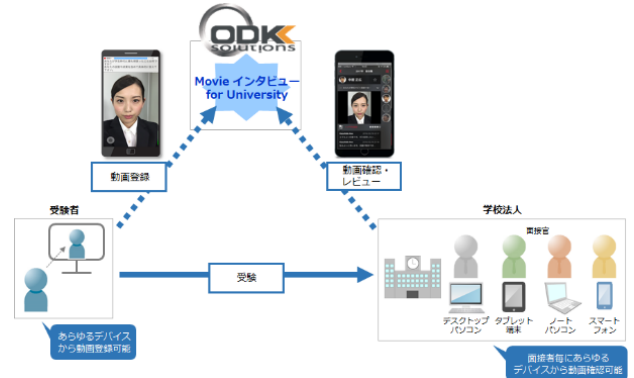 ODK
solutions
Movie インタビュー
for University
動画登録
動画確認・
レビュー
受験者
学校法人
面接官
受験
デスクトップ
パソコン
タブレット
端末
ノート
パソコン
スマート
フォン
あらゆるデバイス
から動画登録可能
面接者毎にあらゆる
デバイスから動画確認可能